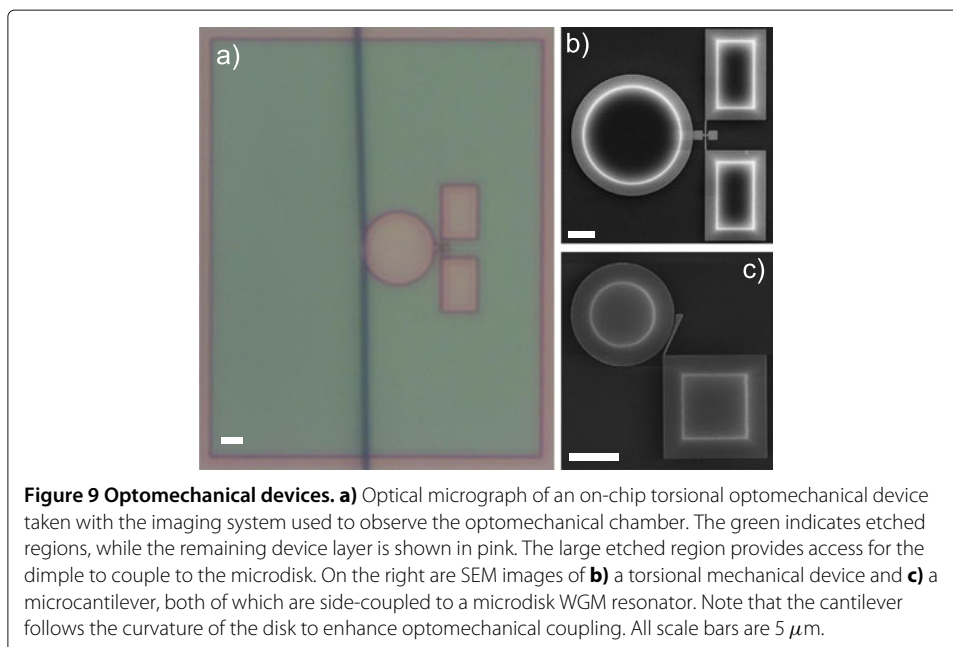 a)
b)
c)
Figure 9 Optomechanical devices. a) Optical micrograph of an on-chip torsional optomechanical device
taken with the imaging system used to observe the optomechanical chamber. The green indicates etched
regions, while the remaining device layer is shown in pink. The large etched region provides access for the
dimple to couple to the microdisk. On the right are SEM images of b) a torsional mechanical device and c) a
microcantilever, both of which are side-coupled to a microdisk WGM resonator. Note that the cantilever
follows the curvature of the disk to enhance optomechanical coupling. All scale bars are 5 μm.